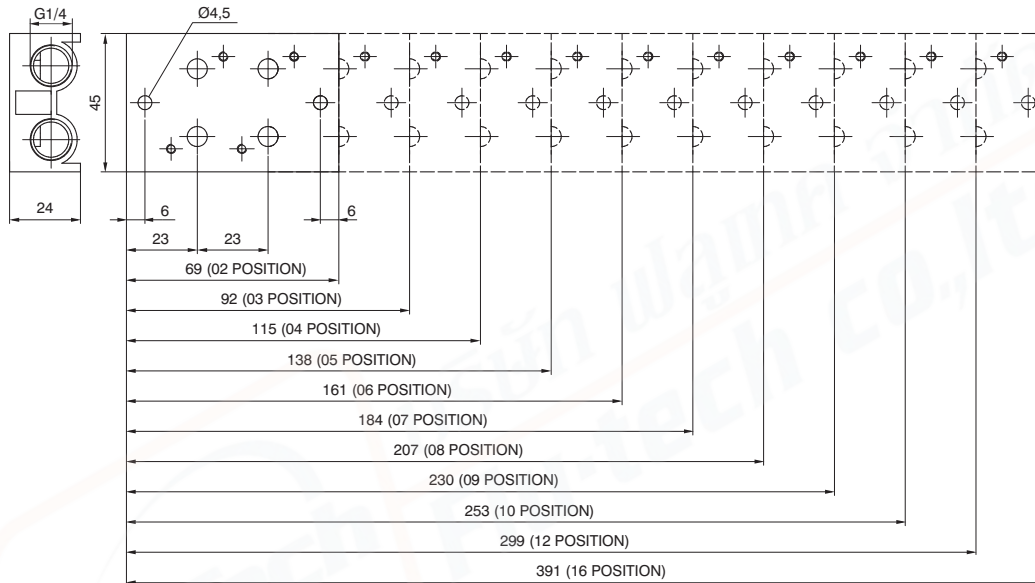 G1/4
Ø4,5
45
24
6
6
23
23
69 (02 POSITION)
92 (03 POSITION)
115 (04 POSITION)
138 (05 POSITION)
161 (06 POSITION)
184 (07 POSITION)
207 (08 POSITION)
230 (09 POSITION)
253 (10 POSITION)
299 (12 POSITION)
391 (16 POSITION)